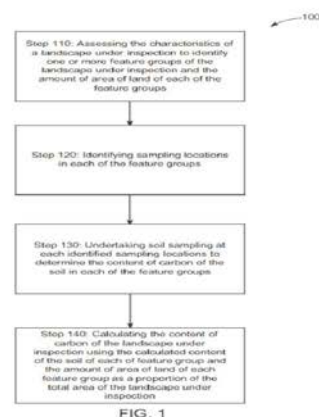 100
Step 110: Assessing the characteristics of
a landscape under inspection to identify
one or more feature groups of the
landscape under inspection and the
amount of area of land of each of the
feature groups
Step 120: Identifying sampling locations
in each of the feature groups
Step 130: Undertaking soil sampling at
each identified sampling locations to
determine the content of carbon of the
soil in each of the feature groups
Step 140: Calculating the content of
carbon of the landscape under
inspection using the calculated content
of the soil of each of feature group and
the amount of area of land of each
feature group as a proportion of the
total area of the landscape under
inspection
FIG. 1